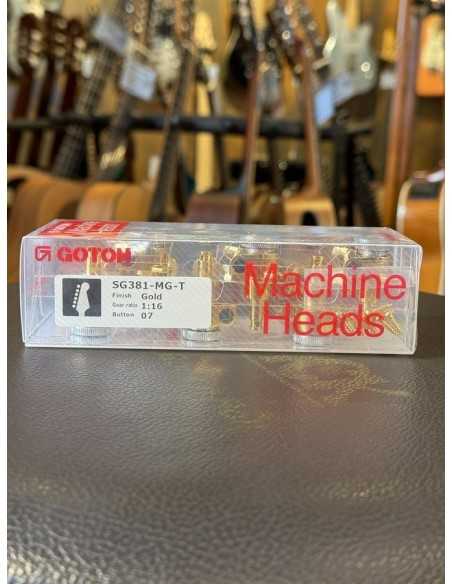 GOTOH
SG381-MG-T
Finish Gold
Gear ratio 1:16
Button 07
Machine
Heads